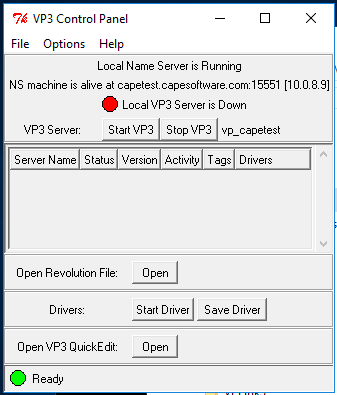 VP3 Control Panel
File Options Help
Local Name Server is Running
NS machine is alive at capetest.capesoftware.com:15551 [10.0.8.9]
Local VP3 Server is Down
VP3 Server: Start VP3 Stop VP3 vp_capetest
Server Name Status Version Activity Tags Drivers
Open Revolution File: Open
Drivers: Start Driver Save Driver
Open VP3 QuickEdit: Open
Ready